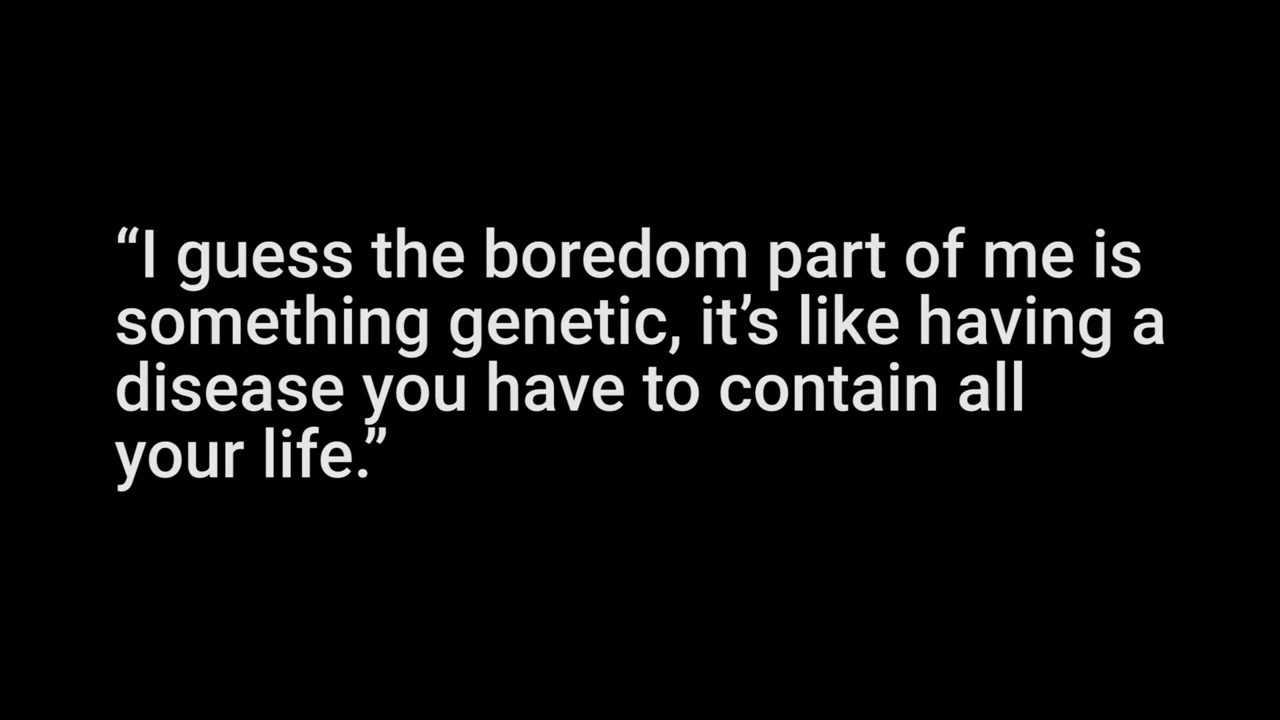 “I guess the boredom part of me is
something genetic, it’s like having a
disease you have to contain all
your life.”